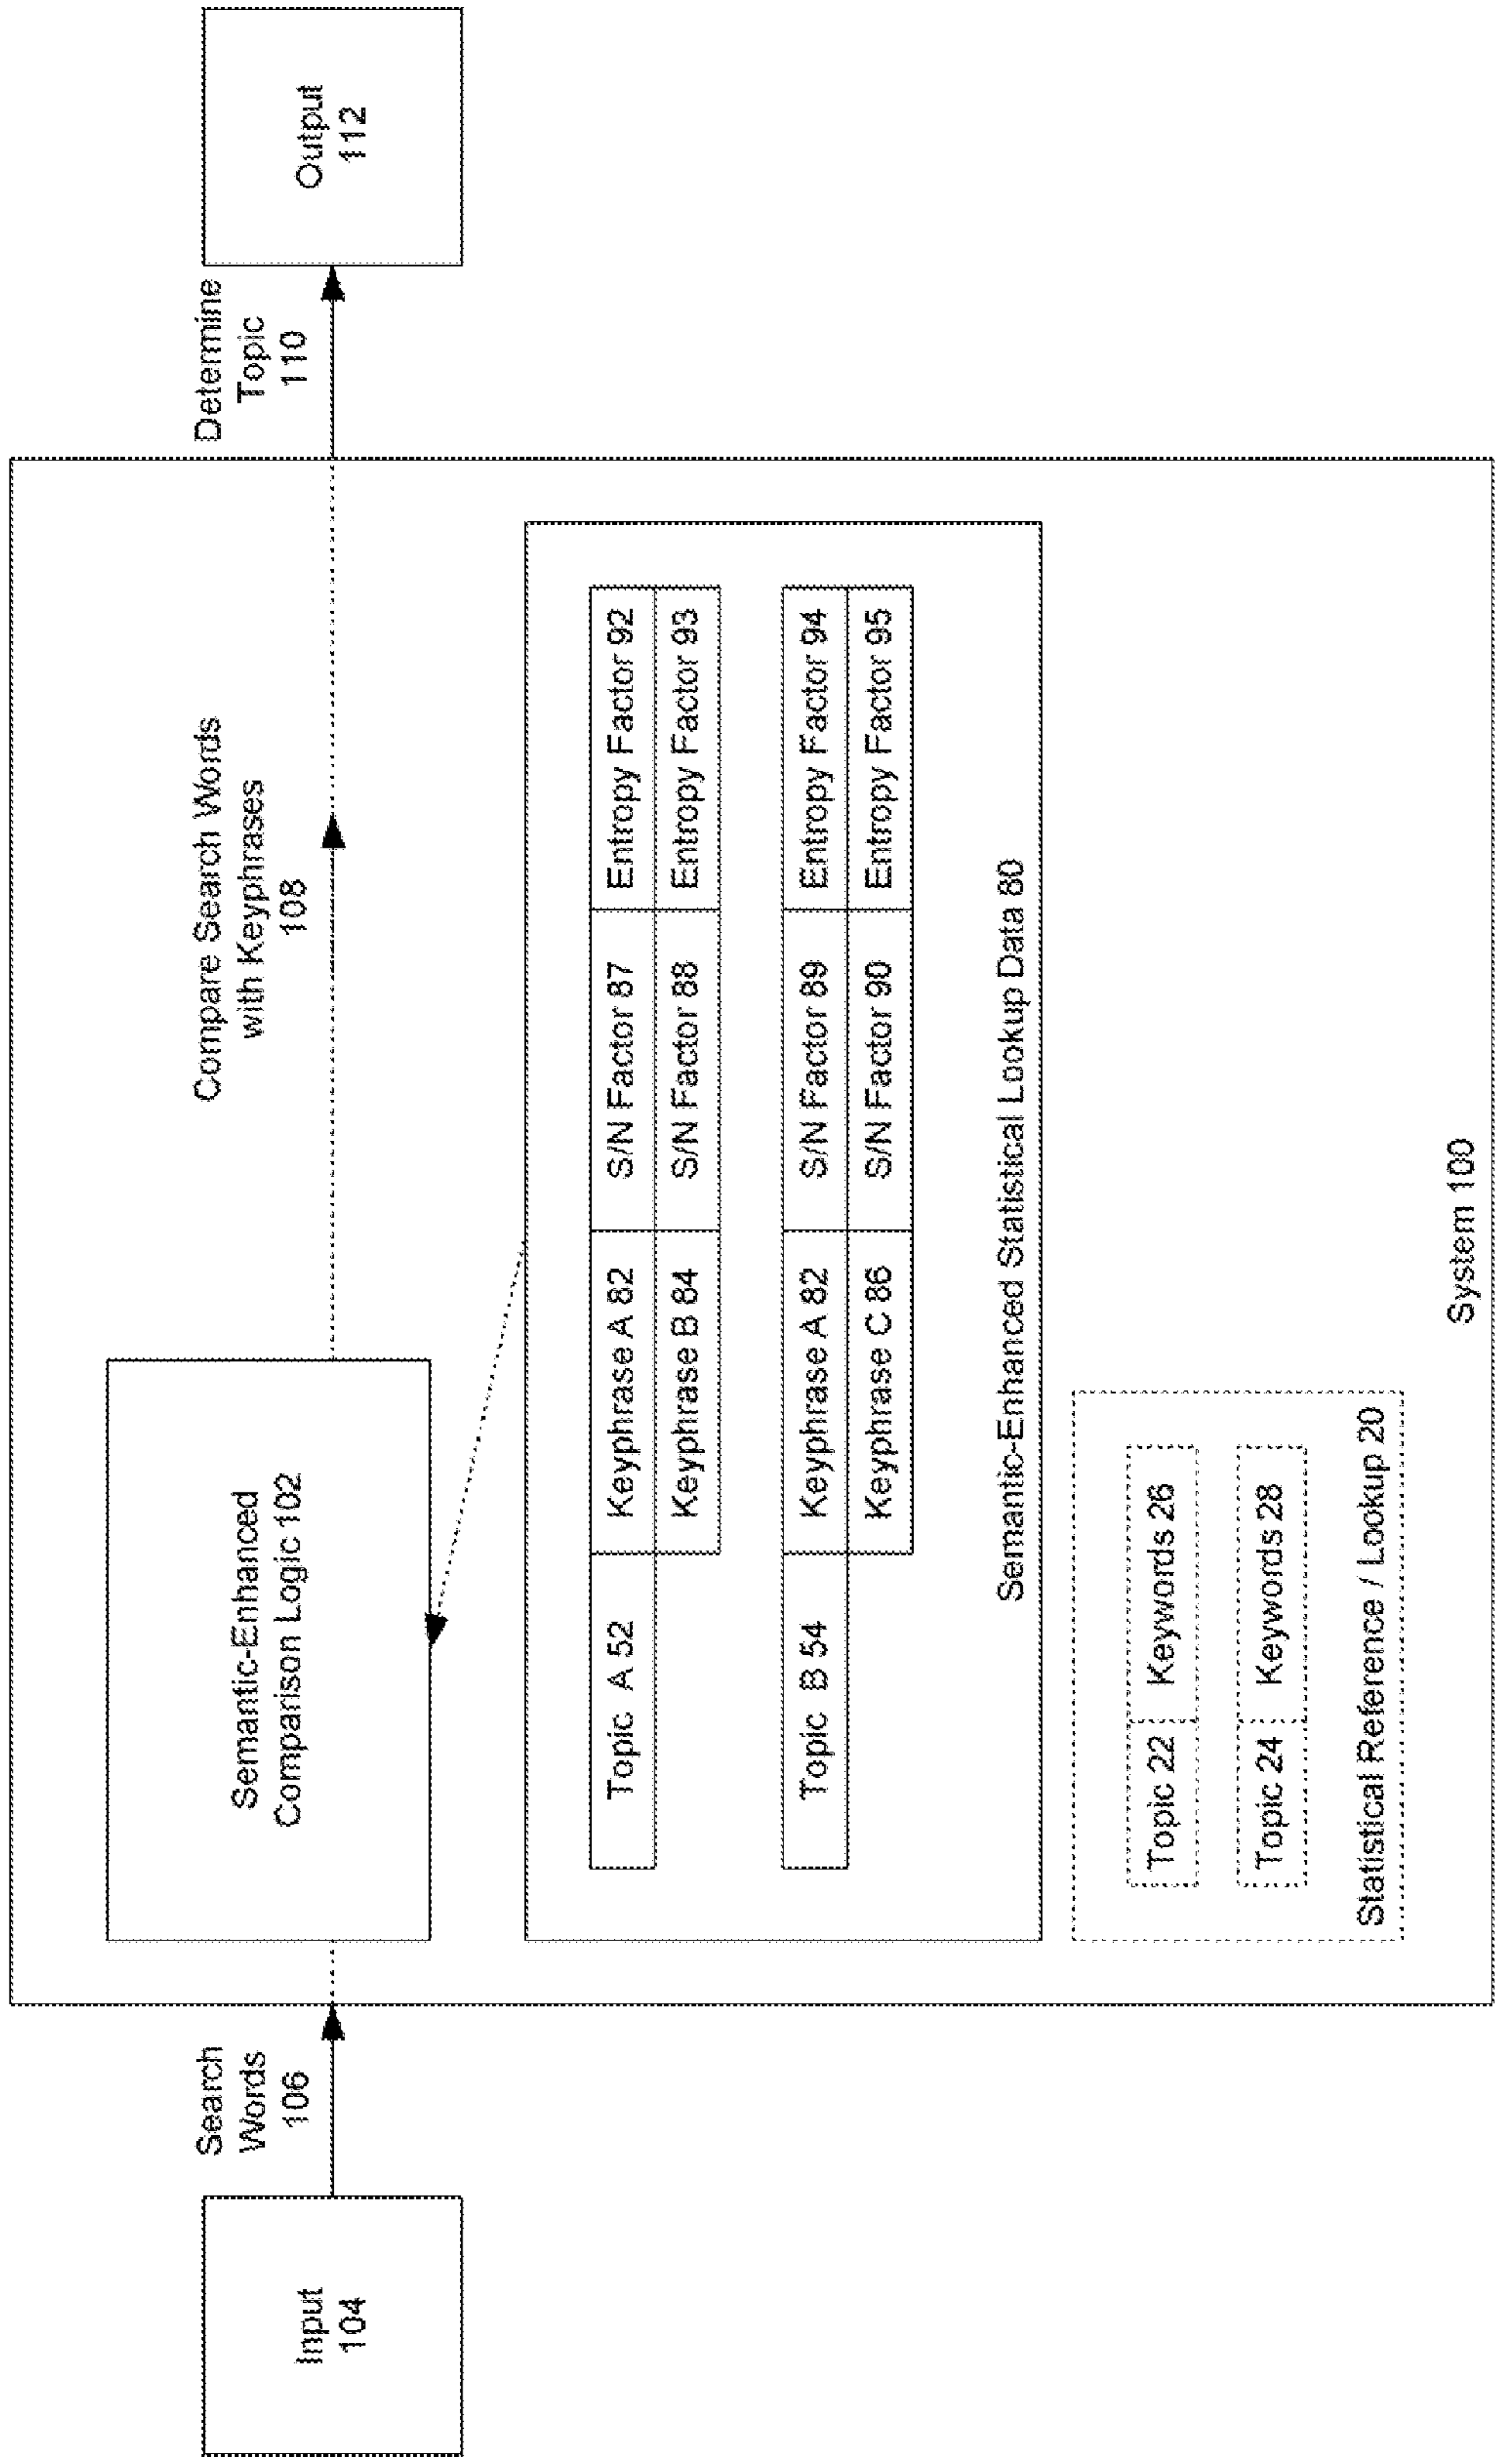 Input
104
Search
Words
106
Semantic-Enhanced
Comparison Logic 102
Compare Search Words
with Keyphrases
108
Determine
Topic
110
Output
112
Topic A 52
Keyphrase A 82
S/N Factor 87
Entropy Factor 92
Keyphrase B 84
S/N Factor 88
Entropy Factor 93
Topic B 54
Keyphrase A 82
S/N Factor 89
Entropy Factor 94
Keyphrase C 86
S/N Factor 90
Entropy Factor 95
Semantic-Enhanced Statistical Lookup Data 80
Topic 22
Keywords 26
Topic 24
Keywords 28
Statistical Reference / Lookup 20
System 100